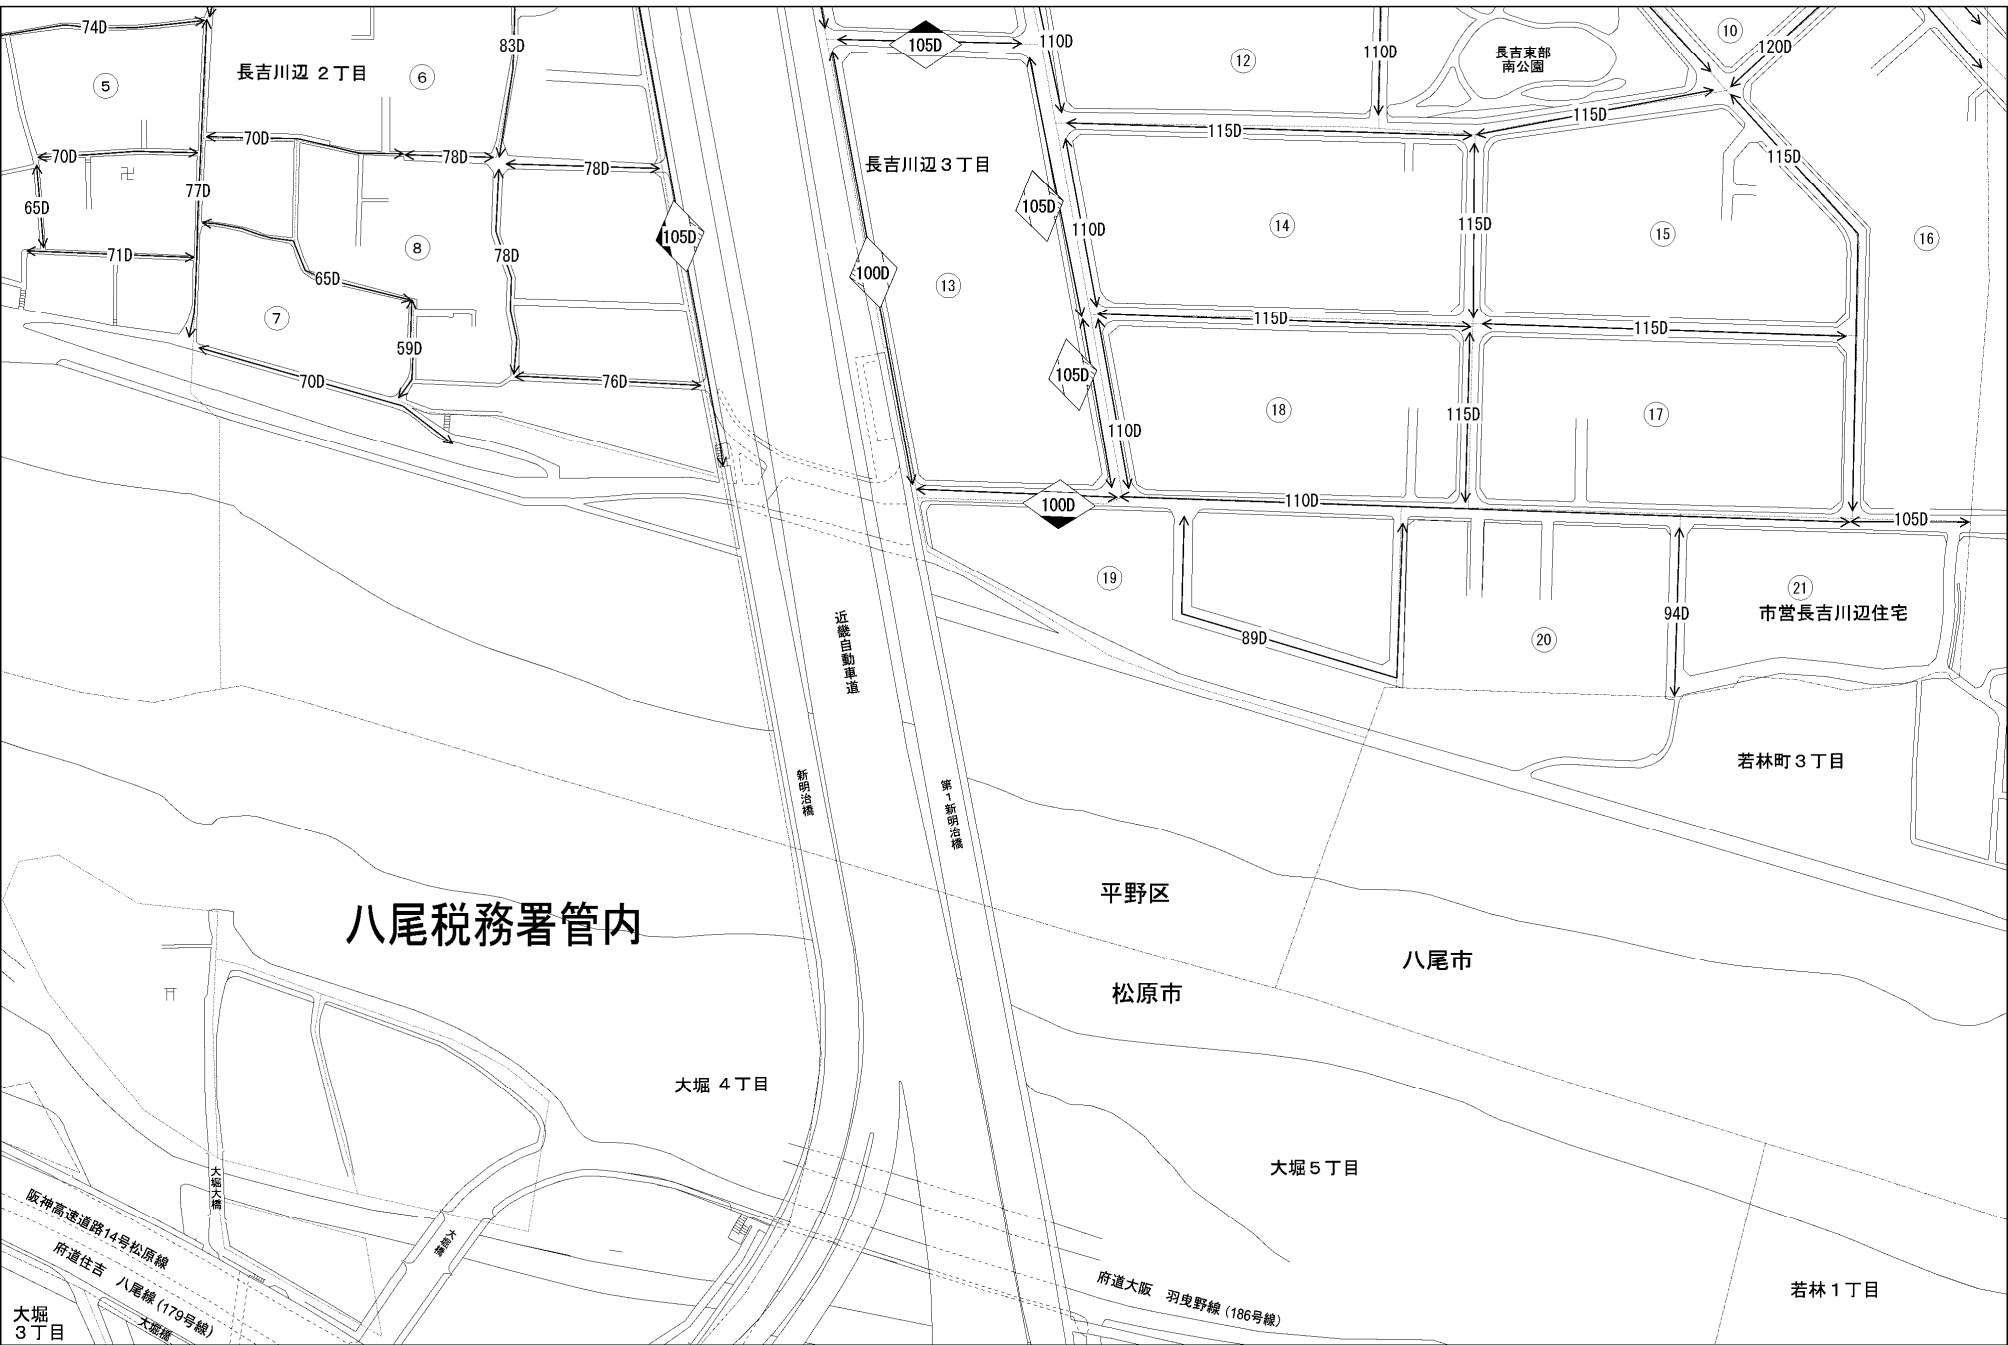 74D
83D
105D
110D
110D
120D
⑩
⑫
長吉東部
南公園
長吉川辺 2丁目
⑥
⑤
115D
115D
115D
70D
70D
78D
78D
卍
77D
65D
長吉川辺3丁目
105D
105D
110D
⑭
115D
⑮
⑯
71D
⑧
78D
65D
100D
⑬
⑦
59D
115D
115D
70D
76D
105D
110D
⑱
115D
⑰
100D
110D
105D
⑲
89D
⑳
94D
㉑
市営長吉川辺住宅
近畿自動車道
若林町3丁目
新明治橋
第1新明治橋
平野区
八尾税務署管内
八尾市
松原市
大堀 4丁目
大堀5丁目
大堀大橋
阪神高速道路14号松原線
府道住吉 八尾線(179号線)
大堀橋
大堀橋
大堀
3丁目
府道大阪 羽曳野線(186号線)
若林1丁目